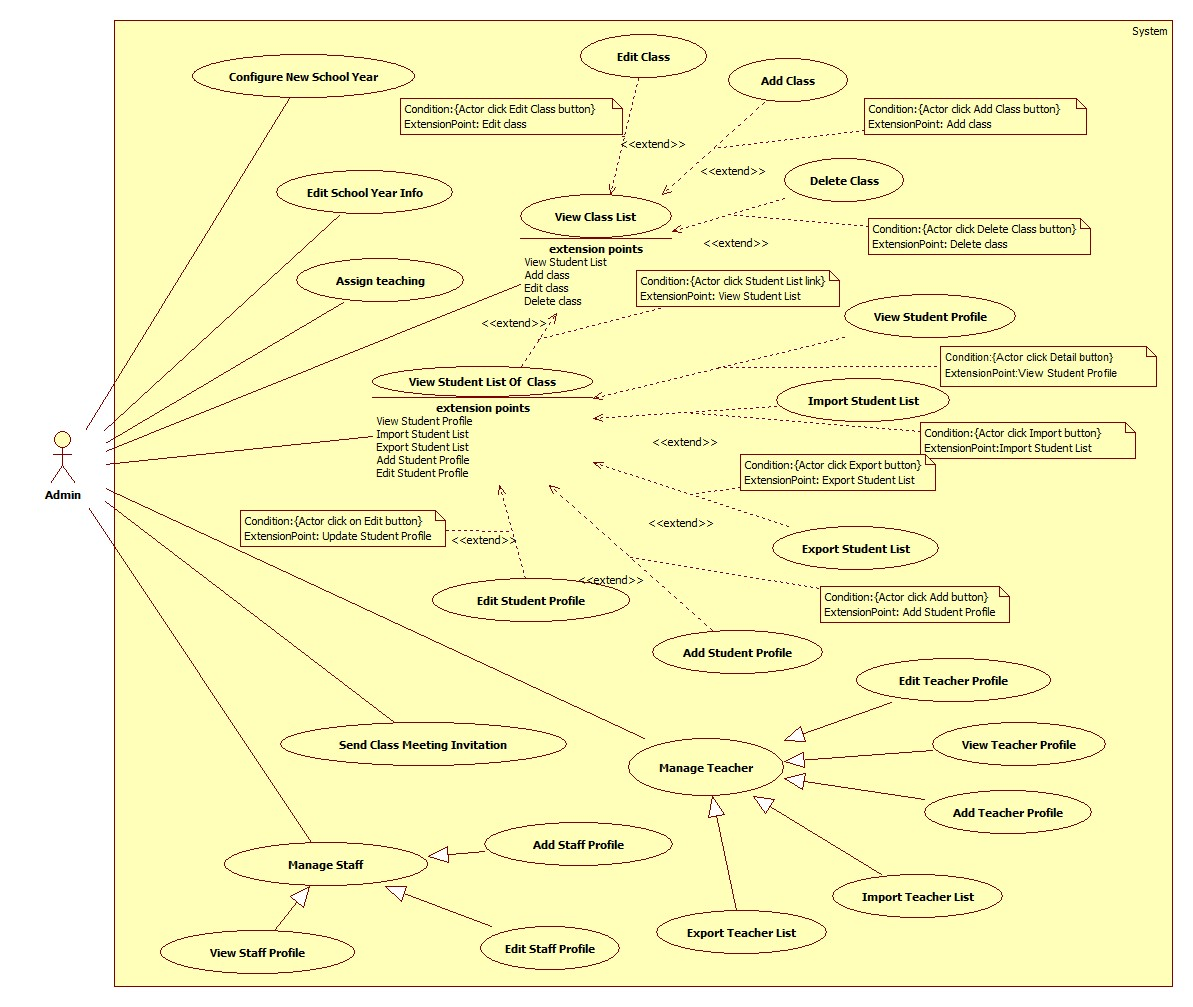 System
Edit Class
Configure New School Year
Add Class
Condition:{Actor click Edit Class button}
ExtensionPoint: Edit class
Condition:{Actor click Add Class button}
ExtensionPoint: Add class
<<extend>>
<<extend>>
Delete Class
Edit School Year Info
View Class List
Condition:{Actor click Delete Class button}
ExtensionPoint: Delete class
<<extend>>
extension points
View Student List
Add class
Edit class
Delete class
Assign teaching
Condition:{Actor click Student List link}
ExtensionPoint: View Student List
<<extend>>
View Student Profile
Condition:{Actor click Detail button}
ExtensionPoint:View Student Profile
View Student List Of  Class
extension points
View Student Profile
Import Student List
Export Student List
Add Student Profile
Edit Student Profile
Import Student List
Condition:{Actor click Import button}
ExtensionPoint:Import Student List
<<extend>>
Condition:{Actor click Export button}
ExtensionPoint: Export Student List
Admin
Condition:{Actor click on Edit button}
ExtensionPoint: Update Student Profile
<<extend>>
<<extend>>
Export Student List
<<extend>>
Edit Student Profile
Condition:{Actor click Add button}
ExtensionPoint: Add Student Profile
Add Student Profile
Edit Teacher Profile
Send Class Meeting Invitation
View Teacher Profile
Manage Teacher
Add Teacher Profile
Add Staff Profile
Manage Staff
Import Teacher List
Export Teacher List
View Staff Profile
Edit Staff Profile